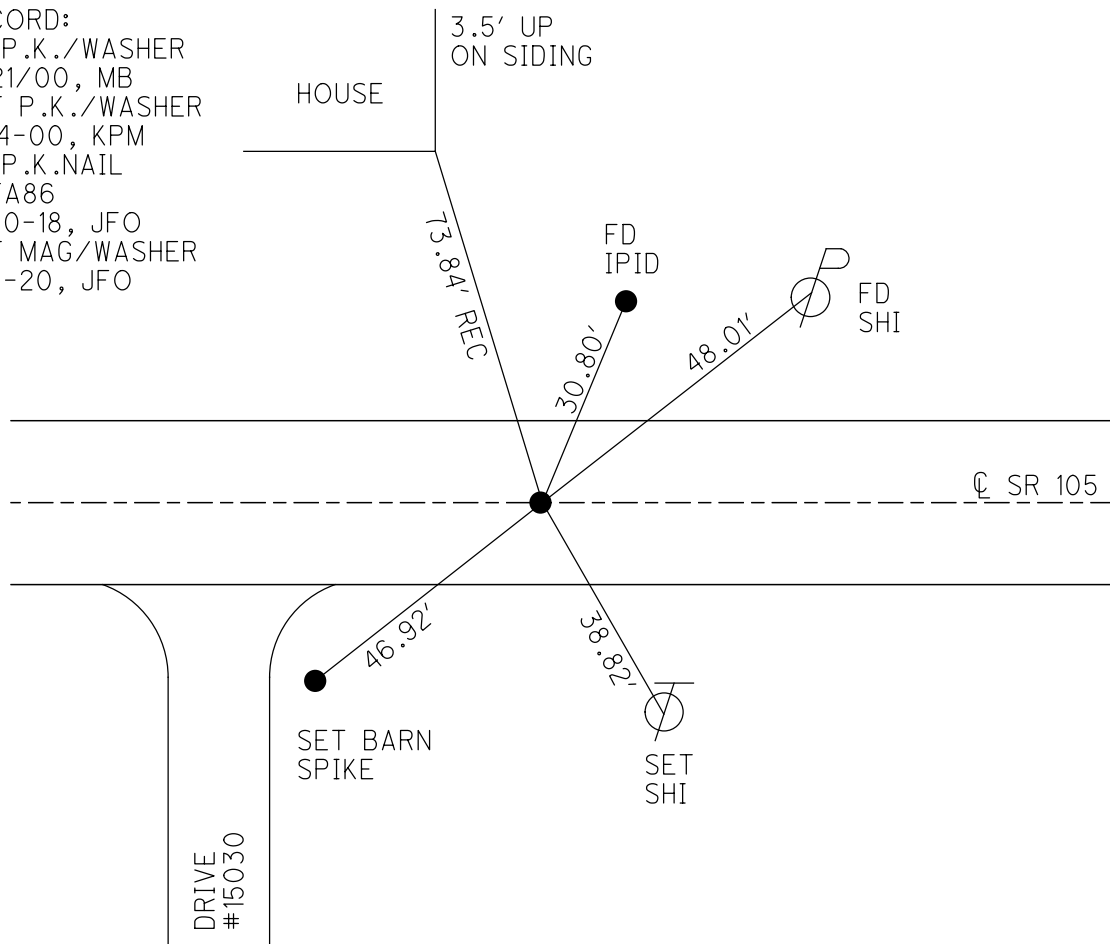 CORD:
P.K./WASHER
21/00, MB
T P.K./WASHER
4-00, KPM
P.K.NAIL
TA86
0-18, JFO
T MAG/WASHER
-20, JFO
3.5' UP
ON SIDING
HOUSE
73.84' REC
FD
IPID
30.80'
48.01'
P
FD
SHI
℄ SR 105
46.92'
38.82'
T
SET BARN
SPIKE
SET
SHI
DRIVE
#15030